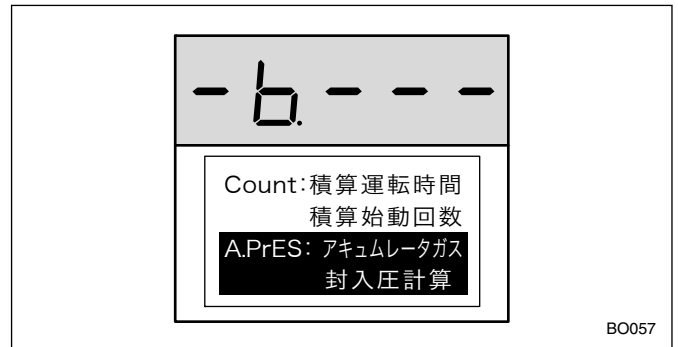 -b.---
Count:積算運転時間
積算始動回数
A.PrES:アキュムレータガス
封入圧計算
BO057